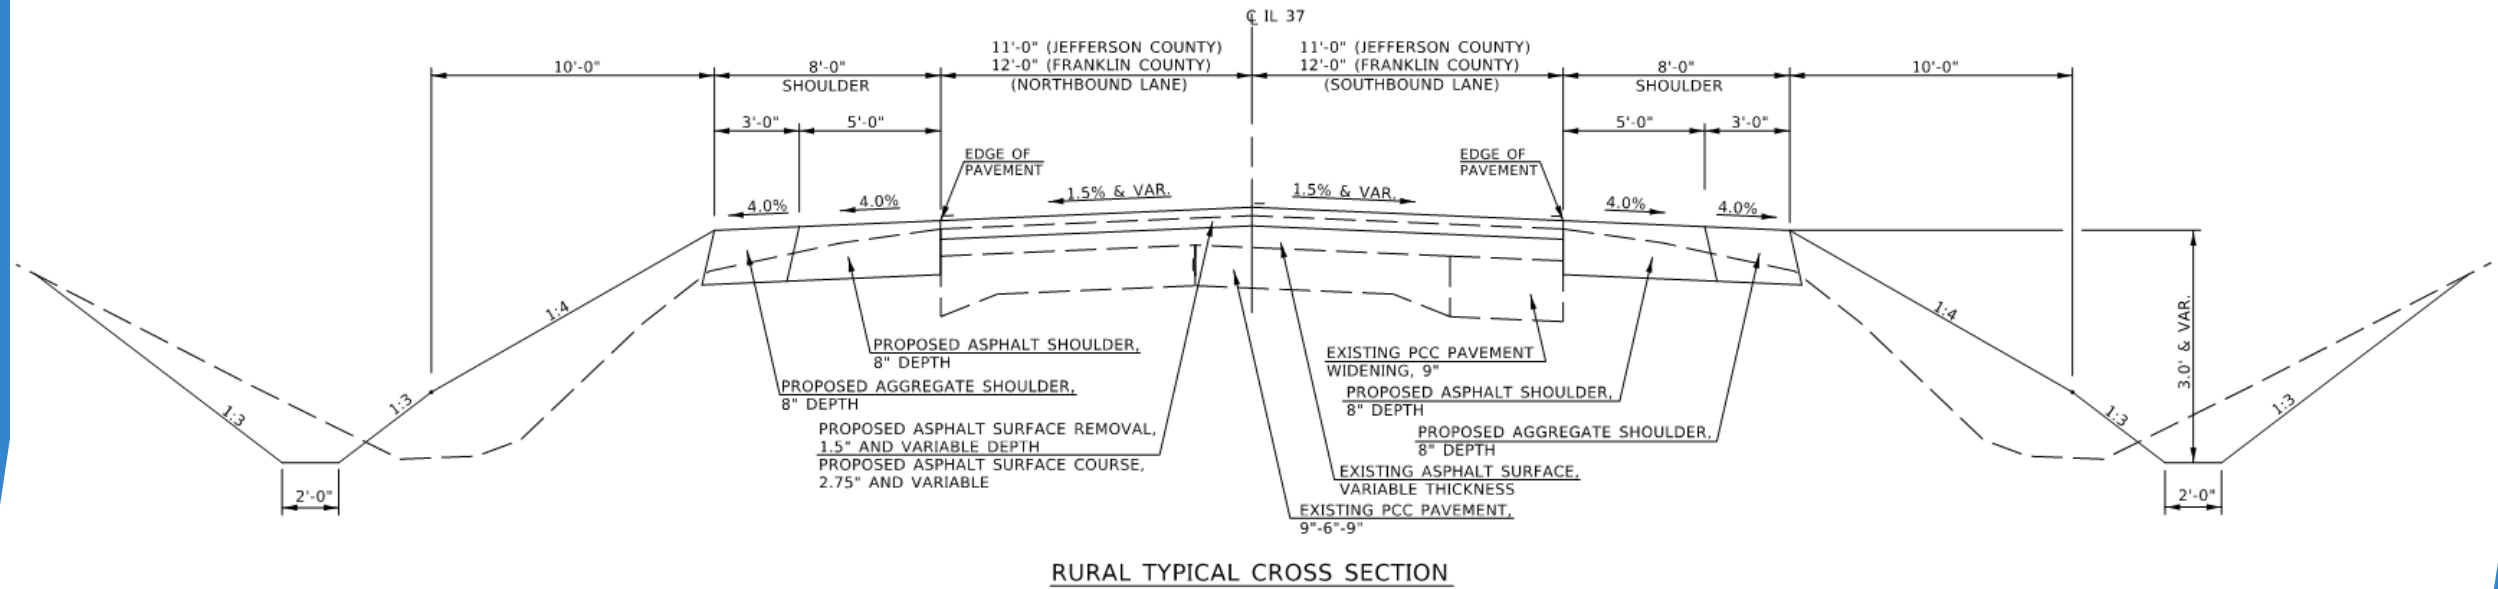 ℄ IL 37
11'-0" (JEFFERSON COUNTY)
12'-0" (FRANKLIN COUNTY)
(NORTHBOUND LANE)
11'-0" (JEFFERSON COUNTY)
12'-0" (FRANKLIN COUNTY)
(SOUTHBOUND LANE)
10'-0"
8'-0"
SHOULDER
8'-0"
SHOULDER
10'-0"
3'-0"
5'-0"
5'-0"
3'-0"
EDGE OF
PAVEMENT
EDGE OF
PAVEMENT
4.0%
4.0%
1.5% & VAR.
1.5% & VAR.
4.0%
4.0%
1:4
1:4
3.0' & VAR.
1:3
1:3
1:3
1:3
PROPOSED ASPHALT SHOULDER,
8" DEPTH
PROPOSED AGGREGATE SHOULDER,
8" DEPTH
PROPOSED ASPHALT SURFACE REMOVAL,
1.5" AND VARIABLE DEPTH
PROPOSED ASPHALT SURFACE COURSE,
2.75" AND VARIABLE
EXISTING PCC PAVEMENT
WIDENING, 9"
PROPOSED ASPHALT SHOULDER,
8" DEPTH
PROPOSED AGGREGATE SHOULDER,
8" DEPTH
EXISTING ASPHALT SURFACE,
VARIABLE THICKNESS
EXISTING PCC PAVEMENT,
9"-6"-9"
2'-0"
2'-0"
RURAL TYPICAL CROSS SECTION